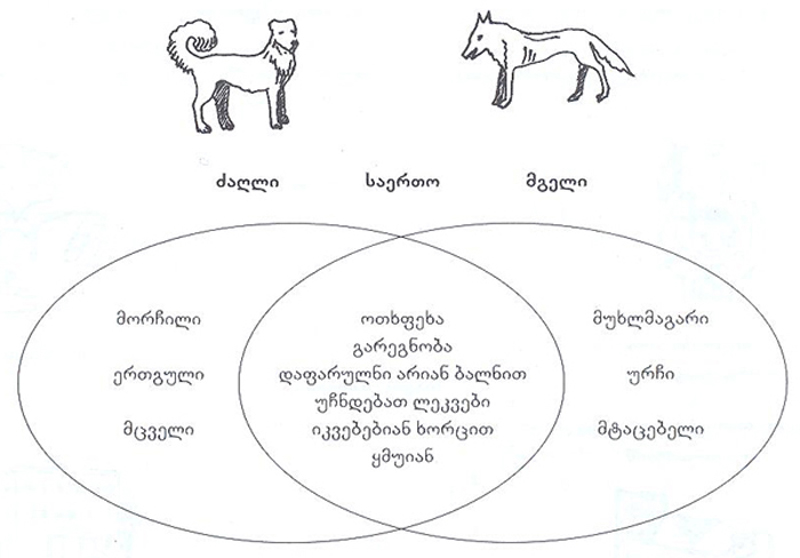 ძაღლი საერთო მგელი
მორჩილი ოთხფეხა მუხლმაგარი
გარეგნობა
ერთგული დაფარულნი არიან ბალნით ურჩი
უჩნდებათ ლეკვები
მცველი იკვებებიან ხორცით მტაცებელი
ყმუიან